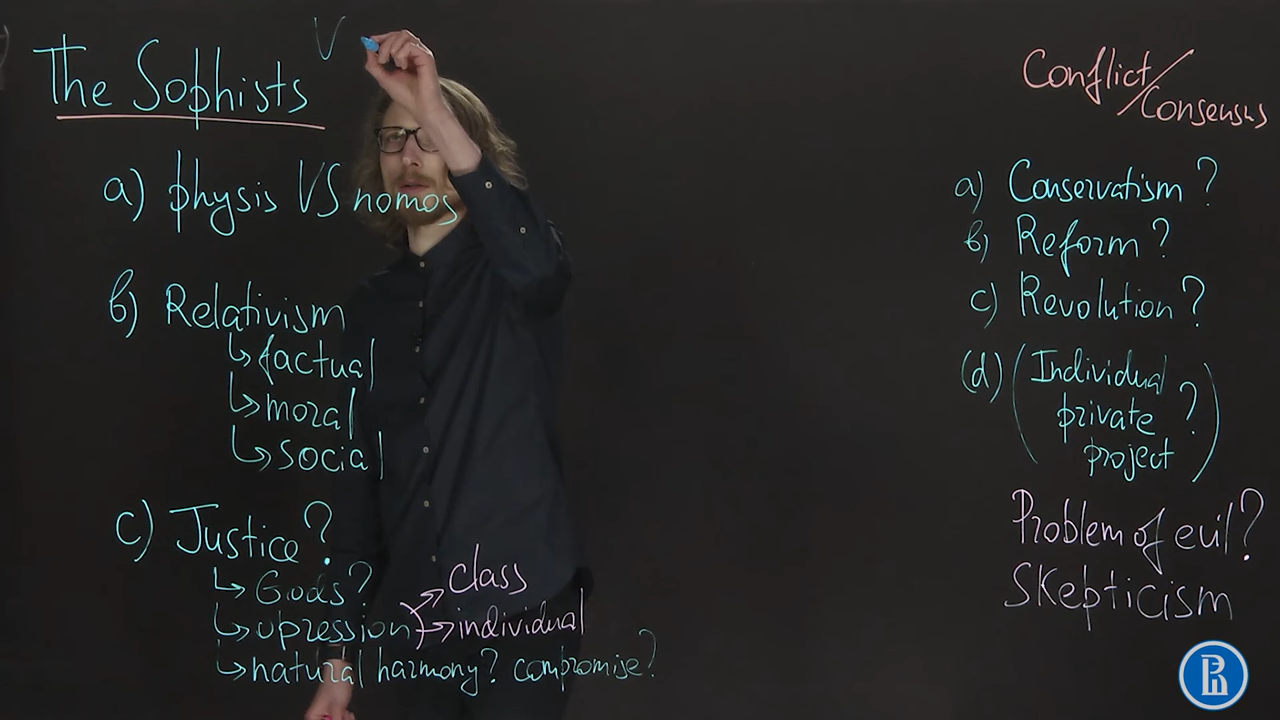 The Sophists V
a) physis VS nomos
b) Relativism
↳ factual
↳ moral
↳ social
c) Justice?
↳ Gods?
↳ opression → class
→ individual
↳ natural harmony? compromise?
Conflict/
Consensus
a) Conservatism?
b) Reform?
c) Revolution?
(d) (Individual
private ?
project)
Problem of evil?
Skepticism